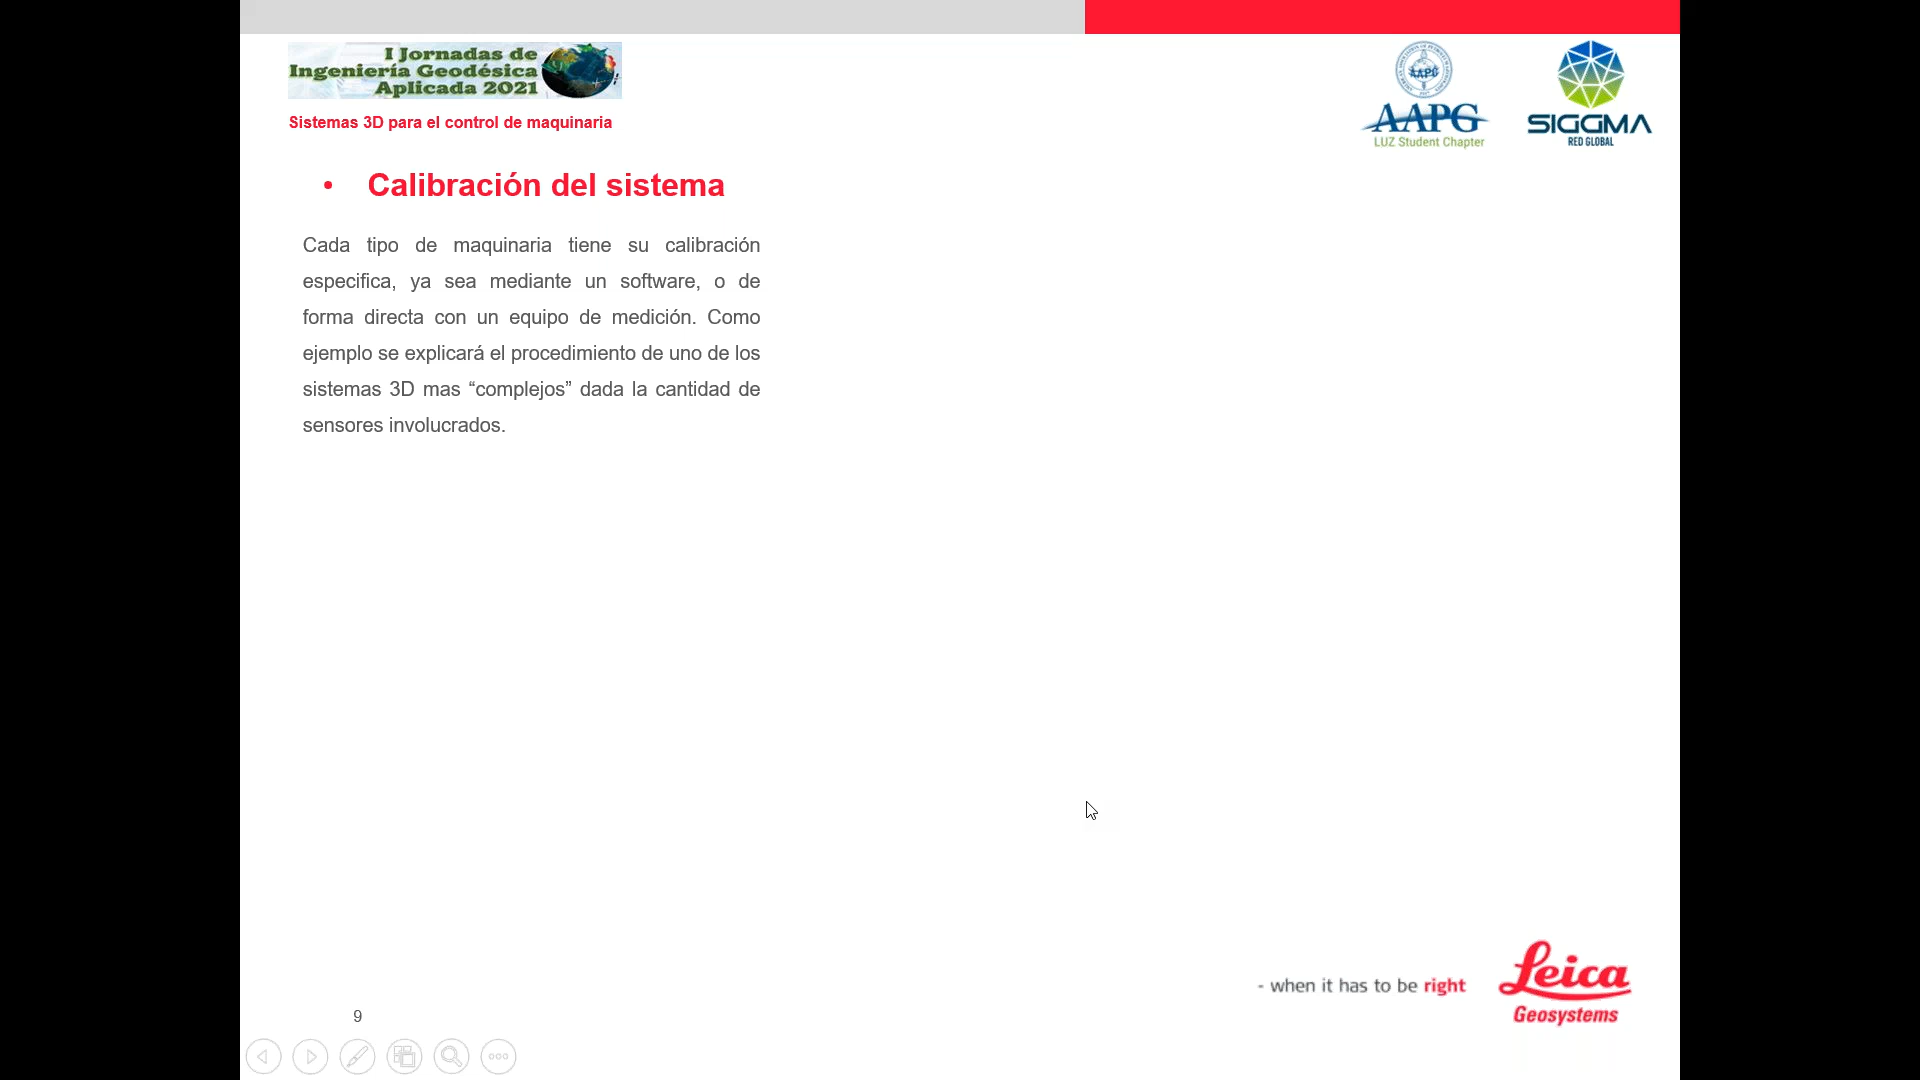 I Jornadas de
Ingeniería Geodésica
Aplicada 2021
Sistemas 3D para el control de maquinaria
AAPG
AAPG
LUZ Student Chapter
SIGGMA
RED GLOBAL
• Calibración del sistema
Cada tipo de maquinaria tiene su calibración
especifica, ya sea mediante un software, o de
forma directa con un equipo de medición. Como
ejemplo se explicará el procedimiento de uno de los
sistemas 3D mas “complejos” dada la cantidad de
sensores involucrados.
- when it has to be right
Leica
Geosystems
9